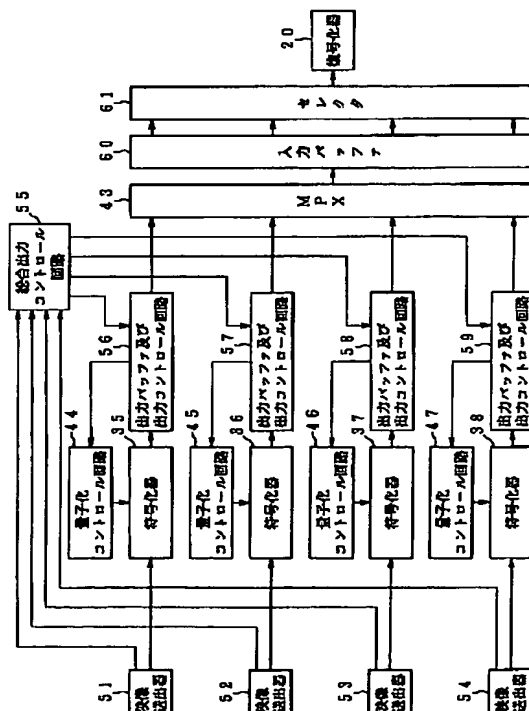 ５５
総合出力
コントロール
回路
４４
量子化
コントロール回路
３５
符号化器
５６
出力バッファ及び
出力コントロール回路
５１
映像
送出器
４５
量子化
コントロール回路
３６
符号化器
５７
出力バッファ及び
出力コントロール回路
５２
映像
送出器
４６
量子化
コントロール回路
３７
符号化器
５８
出力バッファ及び
出力コントロール回路
５３
映像
送出器
４７
量子化
コントロール回路
３８
符号化器
５９
出力バッファ及び
出力コントロール回路
５４
映像
送出器
４３
ＭＰＸ
６０
入力バッファ
６１
セレクタ
２０
復号化器